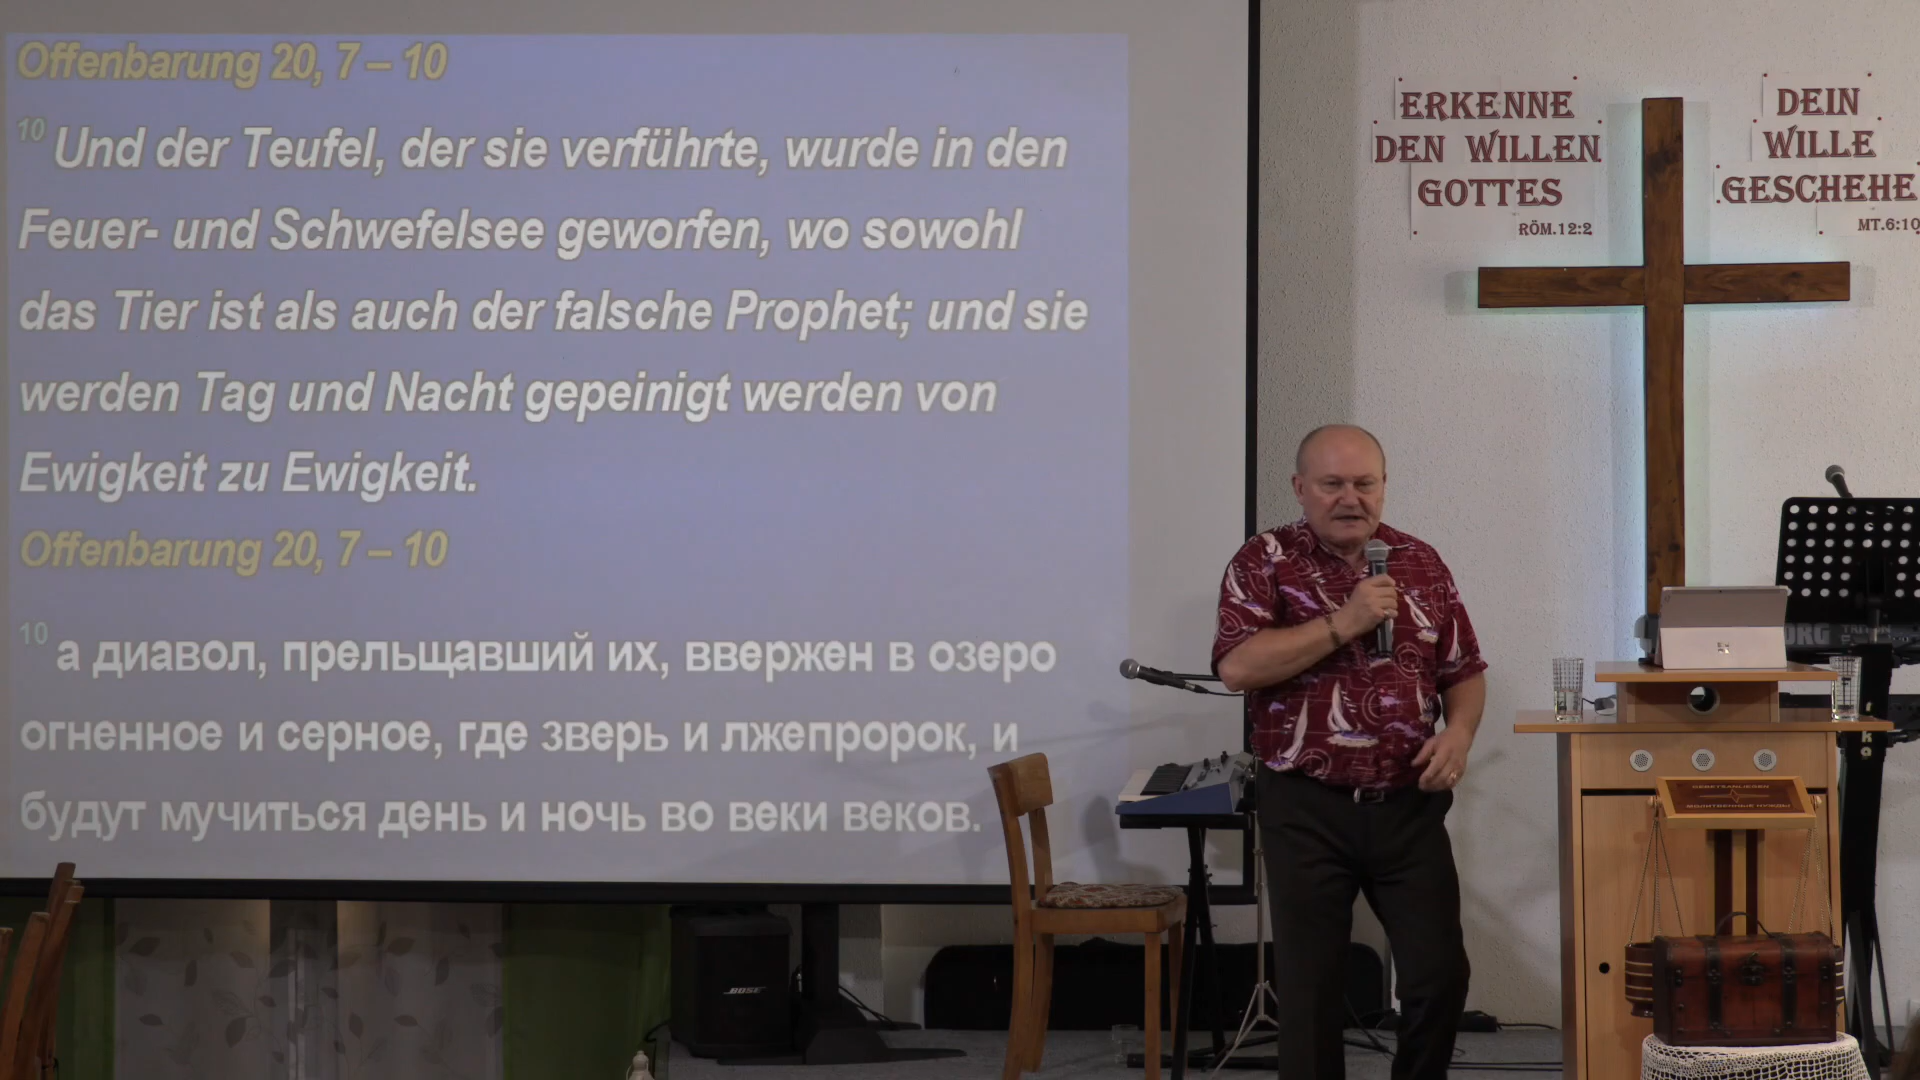 Offenbarung 20, 7 – 10
10 Und der Teufel, der sie verführte, wurde in den
Feuer- und Schwefelsee geworfen, wo sowohl
das Tier ist als auch der falsche Prophet; und sie
werden Tag und Nacht gepeinigt werden von
Ewigkeit zu Ewigkeit.
Offenbarung 20, 7 – 10
10 а диавол, прельщавший их, ввержен в озеро
огненное и серное, где зверь и лжепророк, и
будут мучиться день и ночь во веки веков.
ERKENNE
DEN WILLEN
GOTTES
RÖM.12:2
DEIN
WILLE
GESCHEHE
MT.6:10
ORG
GEBETSANLIEGEN
МОЛИТВЕННЫЕ НУЖДЫ
BOSE